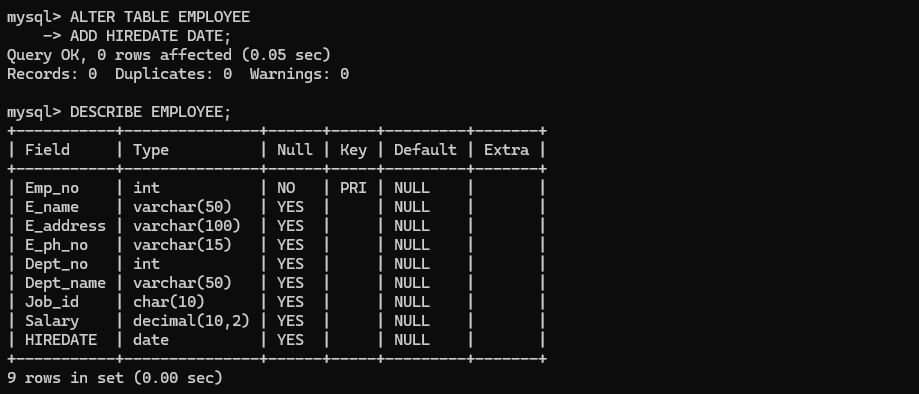 mysql> ALTER TABLE EMPLOYEE
    -> ADD HIREDATE DATE;
Query OK, 0 rows affected (0.05 sec)
Records: 0  Duplicates: 0  Warnings: 0

mysql> DESCRIBE EMPLOYEE;
+-----------+---------------+------+-----+---------+-------+
| Field     | Type          | Null | Key | Default | Extra |
+-----------+---------------+------+-----+---------+-------+
| Emp_no    | int           | NO   | PRI | NULL    |       |
| E_name    | varchar(50)   | YES  |     | NULL    |       |
| E_address | varchar(100)  | YES  |     | NULL    |       |
| E_ph_no   | varchar(15)   | YES  |     | NULL    |       |
| Dept_no   | int           | YES  |     | NULL    |       |
| Dept_name | varchar(50)   | YES  |     | NULL    |       |
| Job_id    | char(10)      | YES  |     | NULL    |       |
| Salary    | decimal(10,2) | YES  |     | NULL    |       |
| HIREDATE  | date          | YES  |     | NULL    |       |
+-----------+---------------+------+-----+---------+-------+
9 rows in set (0.00 sec)